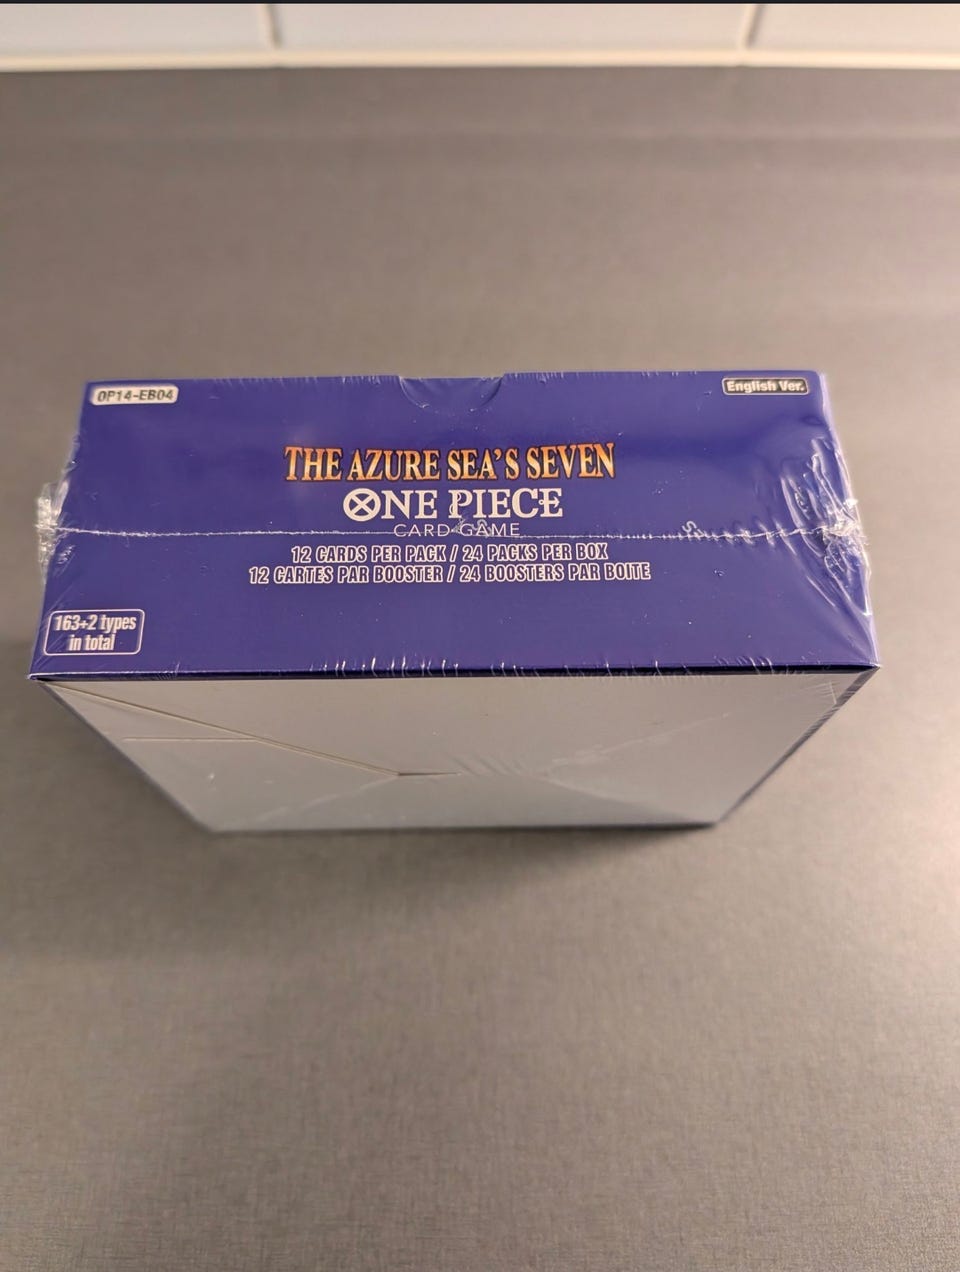 OP14-EB04
English Ver.
THE AZURE SEA'S SEVEN
ONE PIECE
CARD GAME
12 CARDS PER PACK / 24 PACKS PER BOX
12 CARTES PAR BOOSTER / 24 BOOSTERS PAR BOITE
163+2 types
in total